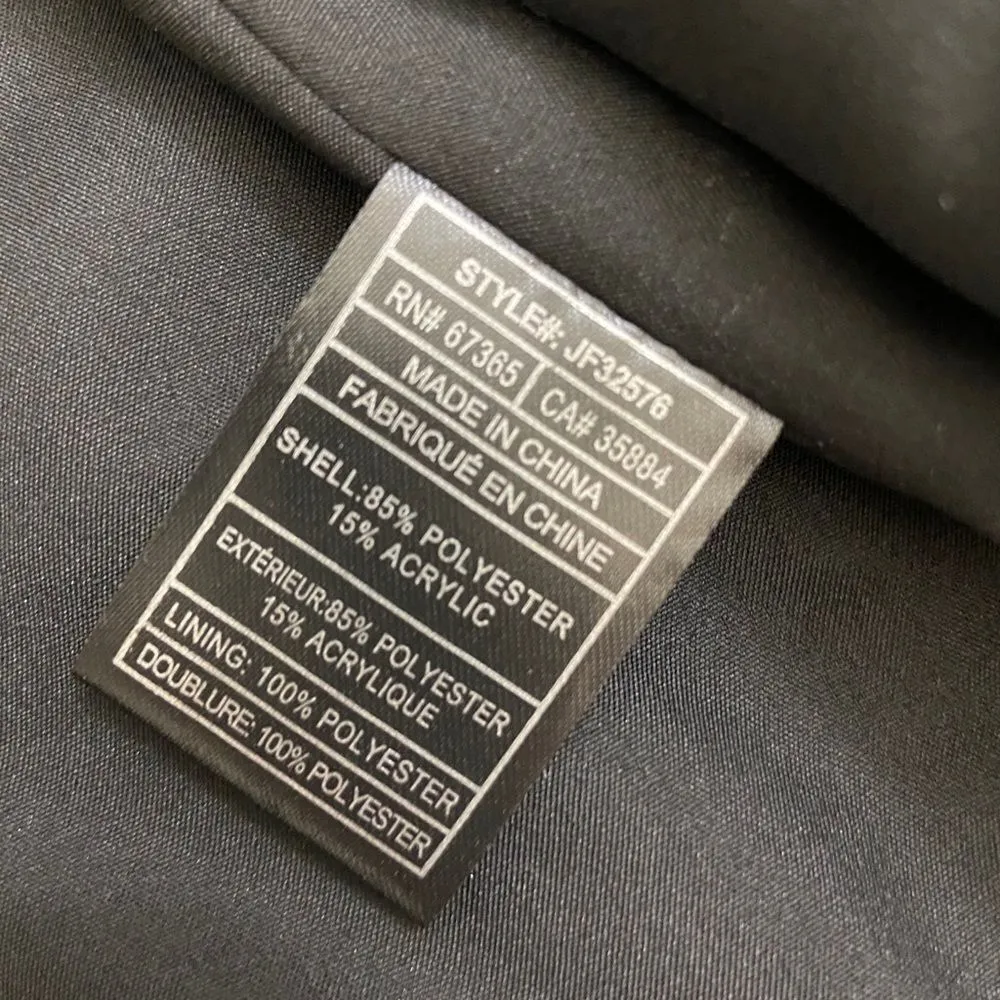 STYLE#: JF32576
RN# 67365 CA# 35884
MADE IN CHINA
FABRIQUÉ EN CHINE
SHELL:85% POLYESTER
15% ACRYLIC
EXTÉRIEUR:85% POLYESTER
15% ACRYLIQUE
LINING: 100% POLYESTER
DOUBLURE: 100% POLYESTER